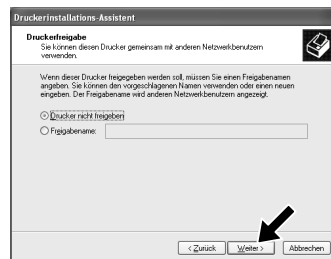 Druckerinstallations-Assistent
Druckerfreigabe
Sie können diesen Drucker gemeinsam mit anderen Netzwerkbenutzern
verwenden.
Wenn dieser Drucker freigegeben werden soll, müssen Sie einen Freigabenamen
angeben. Sie können den vorgeschlagenen Namen verwenden oder einen neuen
eingeben. Der Freigabename wird anderen Netzwerkbenutzern angezeigt.
Drucker nicht freigeben
Freigabename:
< Zurück Weiter > Abbrechen